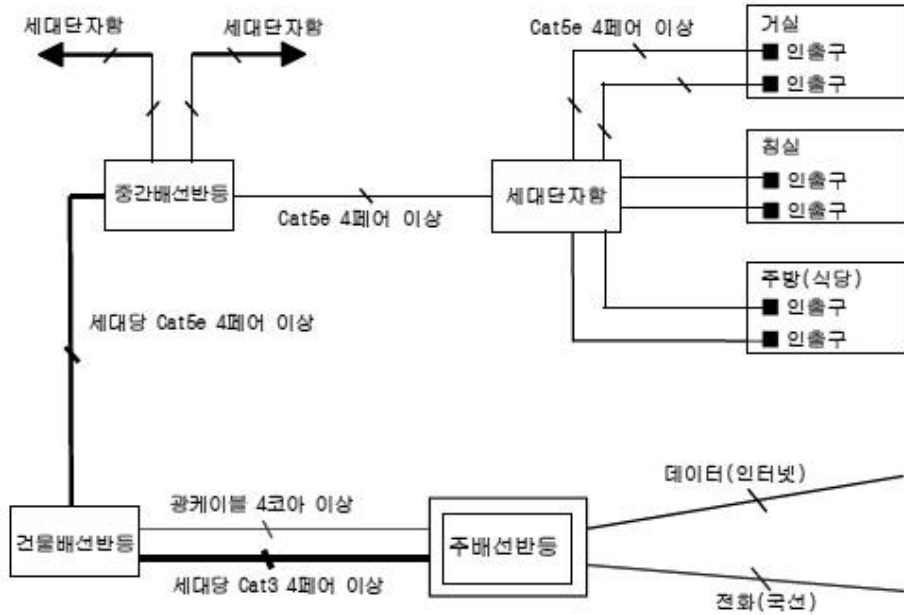 세대단자함
세대단자함
Cat5e 4페어 이상
거실
인출구
인출구
침실
인출구
인출구
중간배선반등
Cat5e 4페어 이상
세대단자함
주방(식당)
인출구
인출구
세대당 Cat5e 4페어 이상
데이터(인터넷)
광케이블 4코아 이상
건물배선반등
주배선반등
세대당 Cat3 4페어 이상
전화(국선)